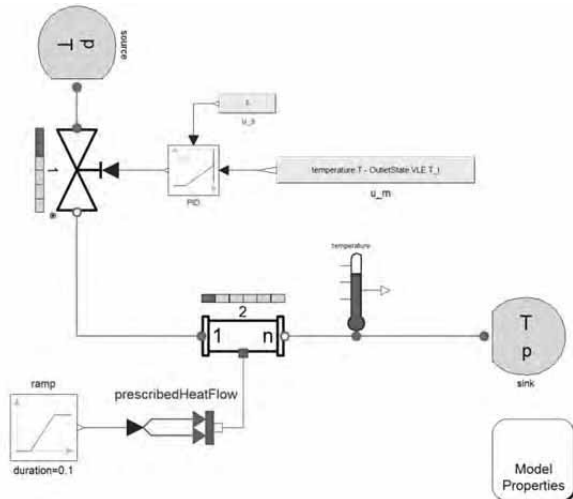 p
T
source
u_s
1
PID
temperature.T - OutletState.VLE.T_l
u_m
temperature
2
1
n
T
p
sink
ramp
prescribedHeatFlow
duration=0.1
Model
Properties